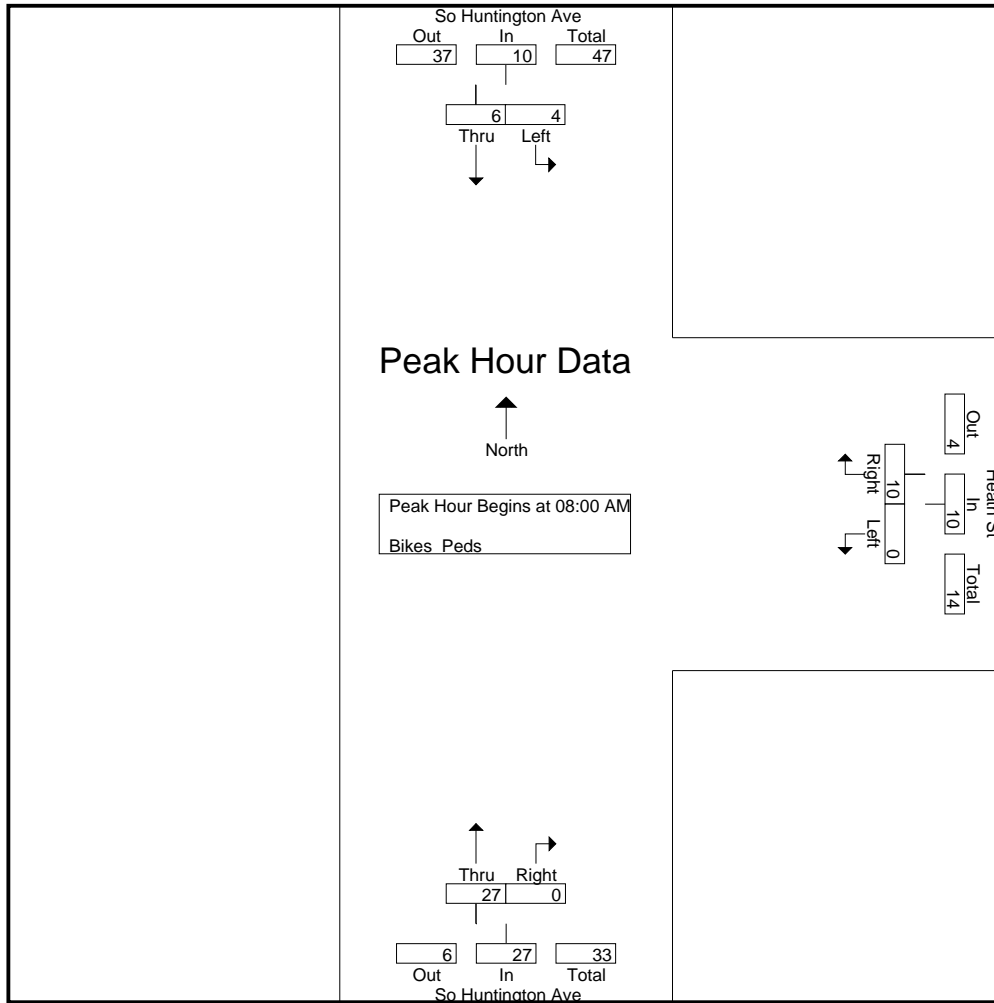 So Huntington Ave
Out In Total
37 10 47
6 4
Thru Left
Peak Hour Data
North
Peak Hour Begins at 08:00 AM
Bikes Peds
Out In Total
4 10 14
Right Left
10 0
Thru Right
27 0
6 27 33
Out In Total
So Huntington Ave